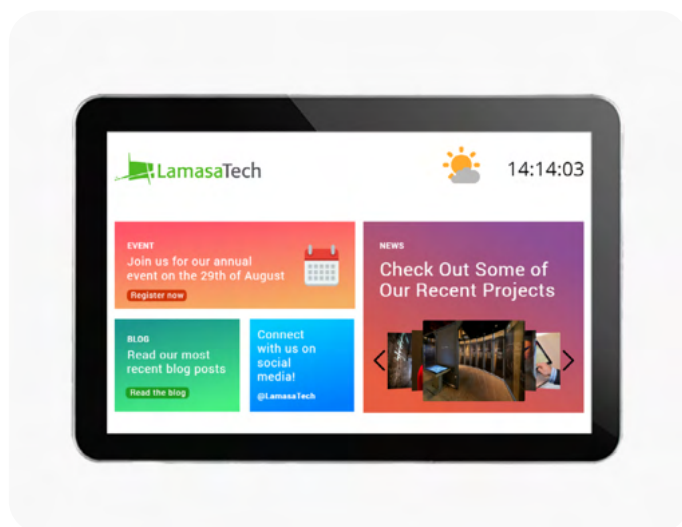 LamasaTech
14:14:03
EVENT
Join us for our annual
event on the 29th of August
Register now
BLOG
Read our most
recent blog posts
Read the blog
Connect
with us on
social
media!
@LamasaTech
NEWS
Check Out Some of
Our Recent Projects